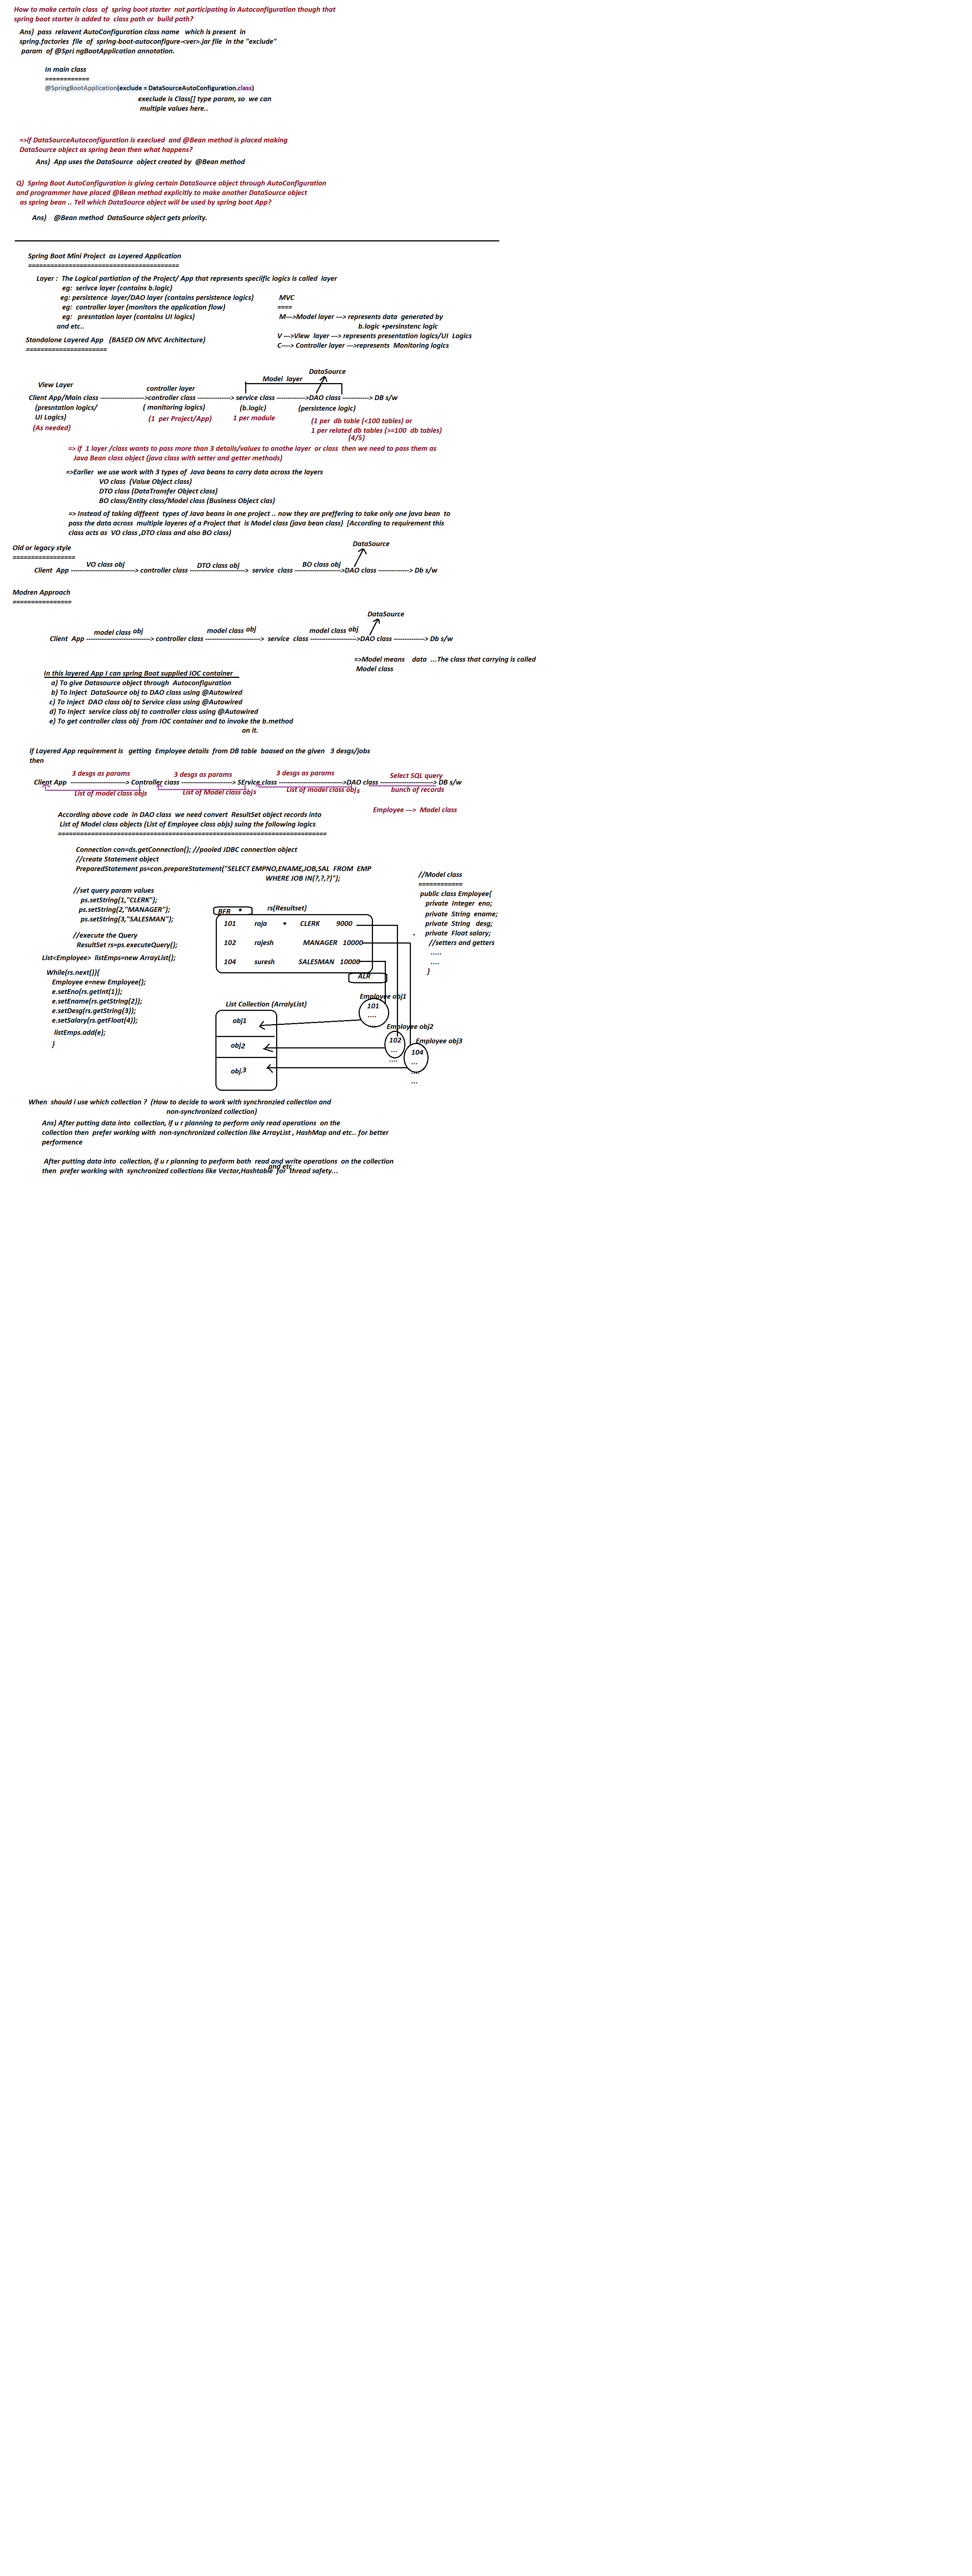 How to make certain class  of  spring boot starter  not participating in Autoconfiguration though that
spring boot starter is added to  class path or  build path?
Ans)  pass  relavent AutoConfiguration class name   which is present  in
spring.factories  file  of  spring-boot-autoconfigure-<ver>.jar file  in the "exclude"
param  of @Spri ngBootApplication annotation.
In main class
============
@SpringBootApplication(exclude = DataSourceAutoConfiguration.class)
execlude is Class[] type param, so  we can
multiple values here..
=>if DataSourceAutoconfiguration is execlued  and @Bean method is placed making
DataSource object as spring bean then what happens?
Ans)  App uses the DataSource  object created by  @Bean method
Q)  Spring Boot AutoConfiguration is giving certain DataSource object through AutoConfiguration
and programmer have placed @Bean method explicitly to make another DataSource object
as spring bean .. Tell which DataSource object will be used by spring boot App?
Ans)    @Bean method  DataSource object gets priority.
Spring Boot Mini Project  as Layered Application
=========================================
Layer :  The Logical partiation of the Project/ App that represents speciific logics is called  layer
eg:  serivce layer (contains b.logic)
eg: persistence  layer/DAO layer (contains persistence logics)
eg:  controller layer (monitors the application flow)
eg:   presntation layer (contains UI logics)
and etc..
MVC
====
M--->Model layer ---> represents data  generated by
b.logic +persinstenc logic
V --->View  layer ---> represents presentation logics/UI  Logics
C----> Controller layer --->represents  Monitoring logics
Standalone Layered App   (BASED ON MVC Architecture)
======================
DataSource
Model  layer
View Layer
controller layer
Client App/Main class -------------------->controller class ---------------> service class ------------->DAO class ------------> DB s/w
(presntation logics/
UI Logics)
( monitoring logics)
(b.logic)
(persistence logic)
(As needed)
(1  per Project/App)
1 per module
(1 per  db table (<100 tables) or
1 per related db tables (>=100  db tables)
(4/5)
=> if  1 layer /class wants to pass more than 3 details/values to anothe layer  or class  then we need to pass them as
Java Bean class object (java class with setter and getter methods)
=>Earlier  we use work with 3 types of  Java beans to carry data across the layers
VO class  (Value Object class)
DTO class (DataTransfer Object class)
BO class/Entity class/Model class (Business Object clas)
=> Instead of taking diffeent  types of Java beans in one project .. now they are preffering to take only one java bean  to
pass the data across  multiple layeres of a Project that  is Model class (java bean class)  [According to requirement this
class acts as  VO class ,DTO class and also BO class)
Old or legacy style
=================
DataSource
VO class obj
DTO class obj
BO class obj
Client  App ----------------------------> controller class ------------------------>  service  class -------------------->DAO class --------------> Db s/w
Modren Approach
================
DataSource
model class obj
model class obj
model class obj
Client  App ----------------------------> controller class ------------------------>  service  class -------------------->DAO class --------------> Db s/w
=>Model means    data  ...The class that carrying is called
Model class
In this layered App I can spring Boot supplied IOC container
a) To give Datasource object through  Autoconfiguration
b) To Inject  DataSource obj to DAO class using @Autowired
c) To Inject  DAO class obj to Service class using @Autowired
d) To Inject  service class obj to controller class using @Autowired
e) To get controller class obj  from IOC container and to invoke the b.method
on it.
if Layered App requirement is   getting  Employee details  from DB table  baased on the given   3 desgs/jobs
then
3 desgs as params
3 desgs as params
3 desgs as params
Select SQL query
Client App  ------------------------> Controller class ----------------------> SErvice class ---------------------------->DAO class -----------------------> DB s/w
List of model class objs
List of Model class objs
List of model class objs
bunch of records
Employee --->  Model class
According above code  in DAO class  we need convert  ResultSet object records into
List of Model class objects (List of Employee class objs) suing the following logics
=========================================================================
Connection con=ds.getConnection(); //pooled JDBC connection object
//create Statement object
PreparedStatement ps=con.prepareStatement("SELECT EMPNO,ENAME,JOB,SAL  FROM  EMP
WHERE JOB IN(?,?,?)");
//set query param values
ps.setString(1,"CLERK");
ps.setString(2,"MANAGER");
ps.setString(3,"SALESMAN");
//execute the Query
ResultSet rs=ps.executeQuery();
List<Employee>  listEmps=new ArrayList();
While(rs.next()){
Employee e=new Employee();
e.setEno(rs.getInt(1));
e.setEname(rs.getString(2));
e.setDesg(rs.getString(3));
e.setSalary(rs.getFloat(4));
listEmps.add(e);
}
//Model class
============
public class Employee{
private  Integer  eno;
private  String  ename;
private  String   desg;
private  Float salary;
//setters and getters
.....
....
}
BFR
rs(Resultset)
101 raja CLERK 9000
102 rajesh MANAGER 10000
104 suresh SALESMAN 10000
ALR
List Collection (ArralyList)
obj1
obj2
obj.3
Employee obj1
101
....
...
Employee obj2
102
...
....
Employee obj3
104
...
....
...
When  should i use which collection ?  (How to decide to work with synchronzied collection and
non-synchronized collection)
Ans) After putting data into  collection, if u r planning to perform only read operations  on the
collection then  prefer working with  non-synchronized collection like ArrayList , HashMap and etc.. for better
performence
After putting data into  collection, if u r planning to perform both  read and write operations  on the collection
and etc
then  prefer working with  synchronized collections like Vector,Hashtable  for  thread safety...